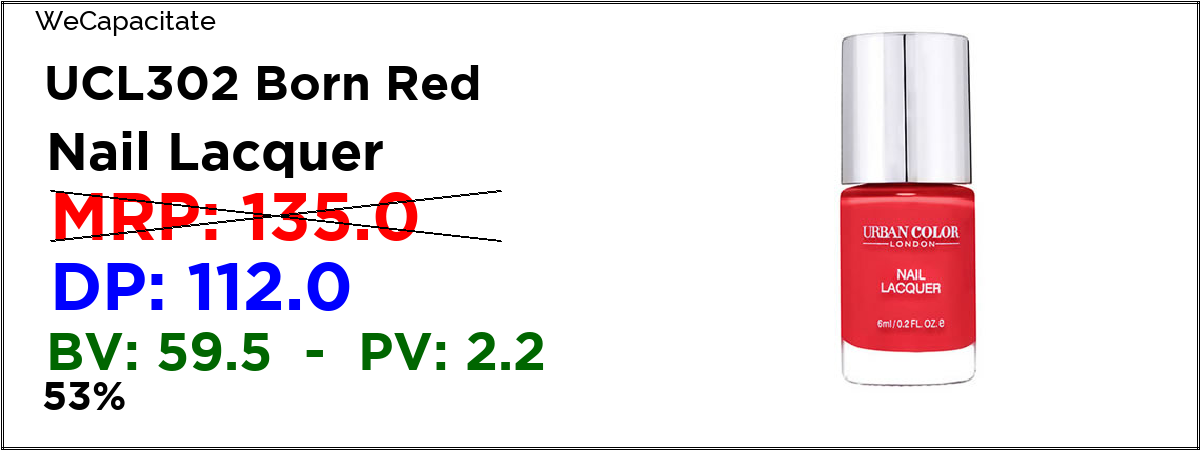 WeCapacitate
UCL302 Born Red
Nail Lacquer
MRP: 135.0
DP: 112.0
BV: 59.5 - PV: 2.2
53%
URBAN COLOR
LONDON
NAIL
LACQUER
6ml/0.2 FL. OZ. e